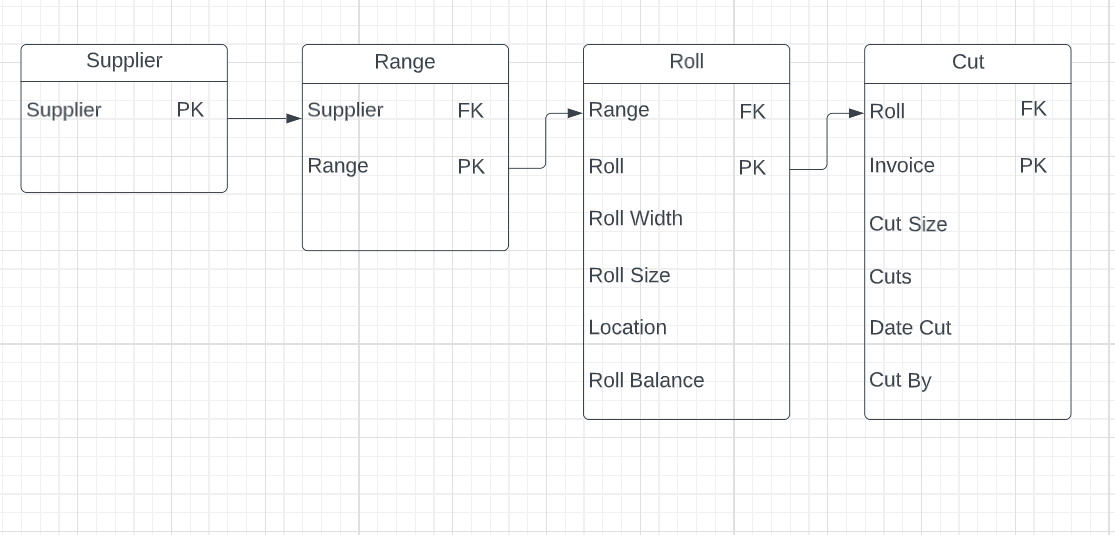 Supplier
Supplier PK
Range
Supplier FK
Range PK
Roll
Range FK
Roll PK
Roll Width
Roll Size
Location
Roll Balance
Cut
Roll FK
Invoice PK
Cut Size
Cuts
Date Cut
Cut By